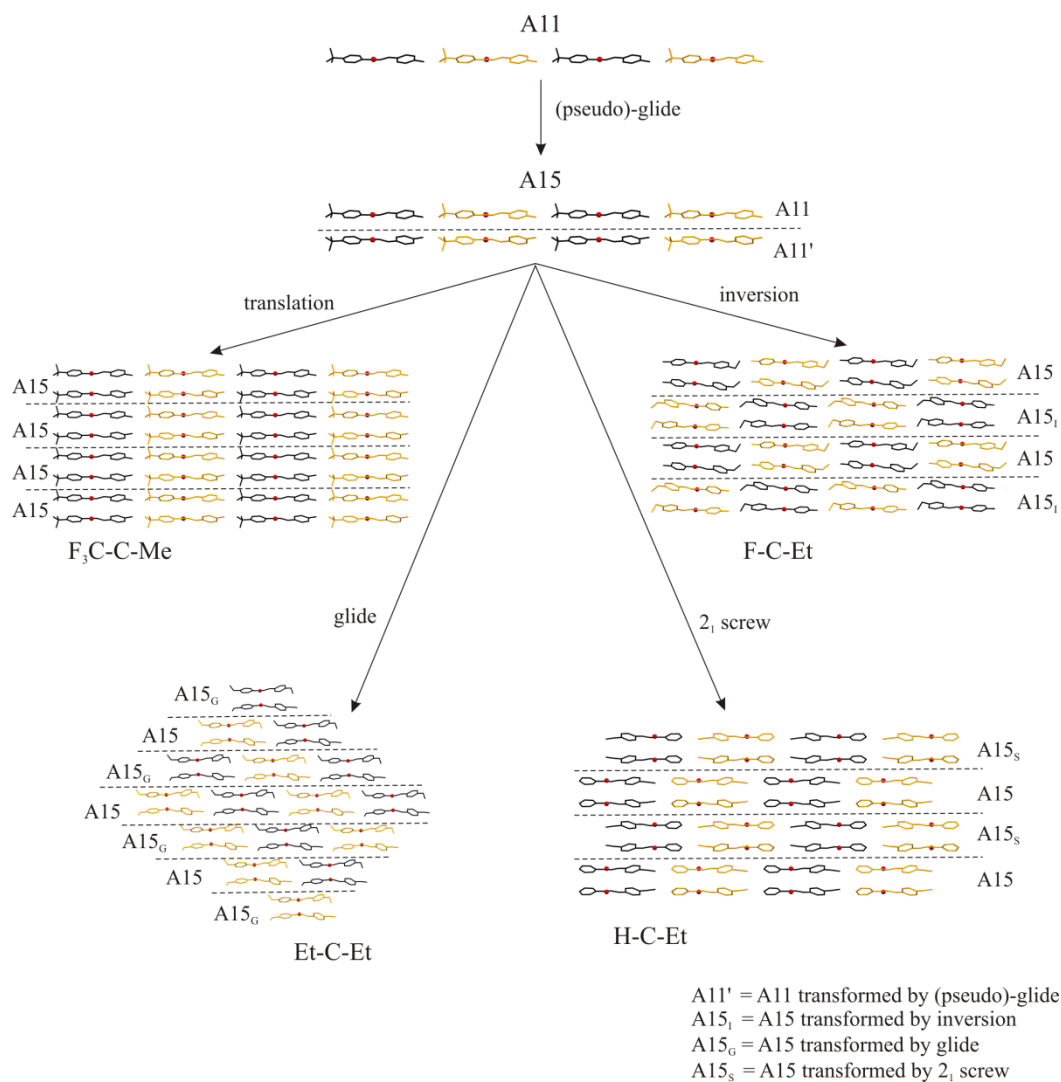 A11
(pseudo)-glide
A15
A11
A11'
translation
inversion
A15
A15
A15
A15
F₃C-C-Me
A15
A15ᵢ
A15
A15ᵢ
F-C-Et
glide
2₁ screw
A15G
A15
A15G
A15
A15G
A15
A15G
Et-C-Et
A15S
A15
A15S
A15
H-C-Et
A11' = A11 transformed by (pseudo)-glide
A15ᵢ = A15 transformed by inversion
A15G = A15 transformed by glide
A15S = A15 transformed by 2₁ screw